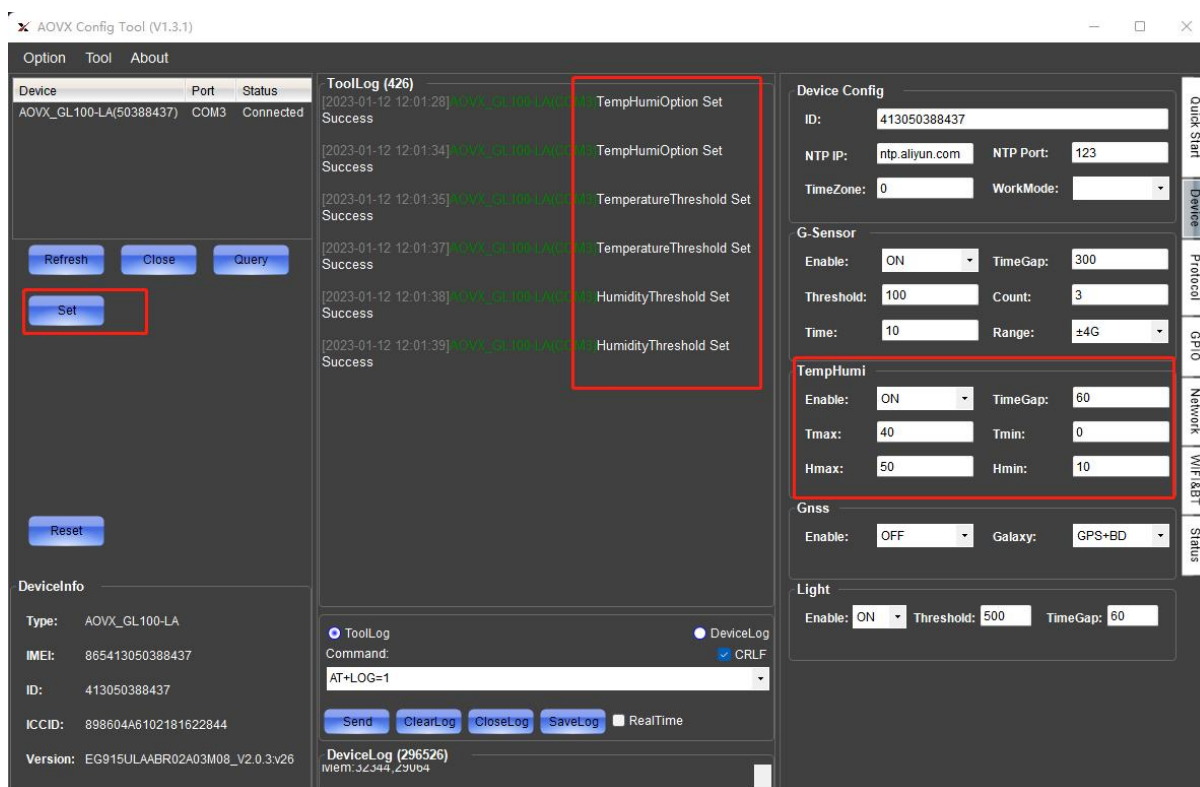 AOVX Config Tool (V1.3.1)
Option Tool About
Device Port Status
AOVX_GL100-LA(50388437) COM3 Connected
Refresh Close Query
Set
Reset
DeviceInfo
Type: AOVX_GL100-LA
IMEI: 865413050388437
ID: 413050388437
ICCID: 898604A6102181622844
Version: EG915ULAABR02A03M08_V2.0.3:v26
ToolLog (426)
[2023-01-12 12:01:28]AOVX_GL100-LA(COM3)TempHumiOption Set
Success
[2023-01-12 12:01:34]AOVX_GL100-LA(COM3)TempHumiOption Set
Success
[2023-01-12 12:01:35]AOVX_GL100-LA(COM3)TemperatureThreshold Set
Success
[2023-01-12 12:01:37]AOVX_GL100-LA(COM3)TemperatureThreshold Set
Success
[2023-01-12 12:01:38]AOVX_GL100-LA(COM3)HumidityThreshold Set
Success
[2023-01-12 12:01:39]AOVX_GL100-LA(COM3)HumidityThreshold Set
Success
ToolLog DeviceLog
Command: CRLF
AT+LOG=1
Send ClearLog CloseLog SaveLog RealTime
DeviceLog (296526)
Mem:32344,29064
Device Config
ID: 413050388437
NTP IP: ntp.aliyun.com NTP Port: 123
TimeZone: 0 WorkMode:
G-Sensor
Enable: ON TimeGap: 300
Threshold: 100 Count: 3
Time: 10 Range: ±4G
TempHumi
Enable: ON TimeGap: 60
Tmax: 40 Tmin: 0
Hmax: 50 Hmin: 10
Gnss
Enable: OFF Galaxy: GPS+BD
Light
Enable: ON Threshold: 500 TimeGap: 60
Quick Start
Device
Protocol
GPIO
Network
WIFI&BT
Status